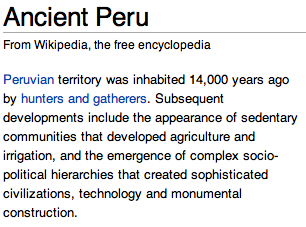 Ancient Peru
From Wikipedia, the free encyclopedia
Peruvian territory was inhabited 14,000 years ago
by hunters and gatherers. Subsequent
developments include the appearance of sedentary
communities that developed agriculture and
irrigation, and the emergence of complex socio-
political hierarchies that created sophisticated
civilizations, technology and monumental
construction.